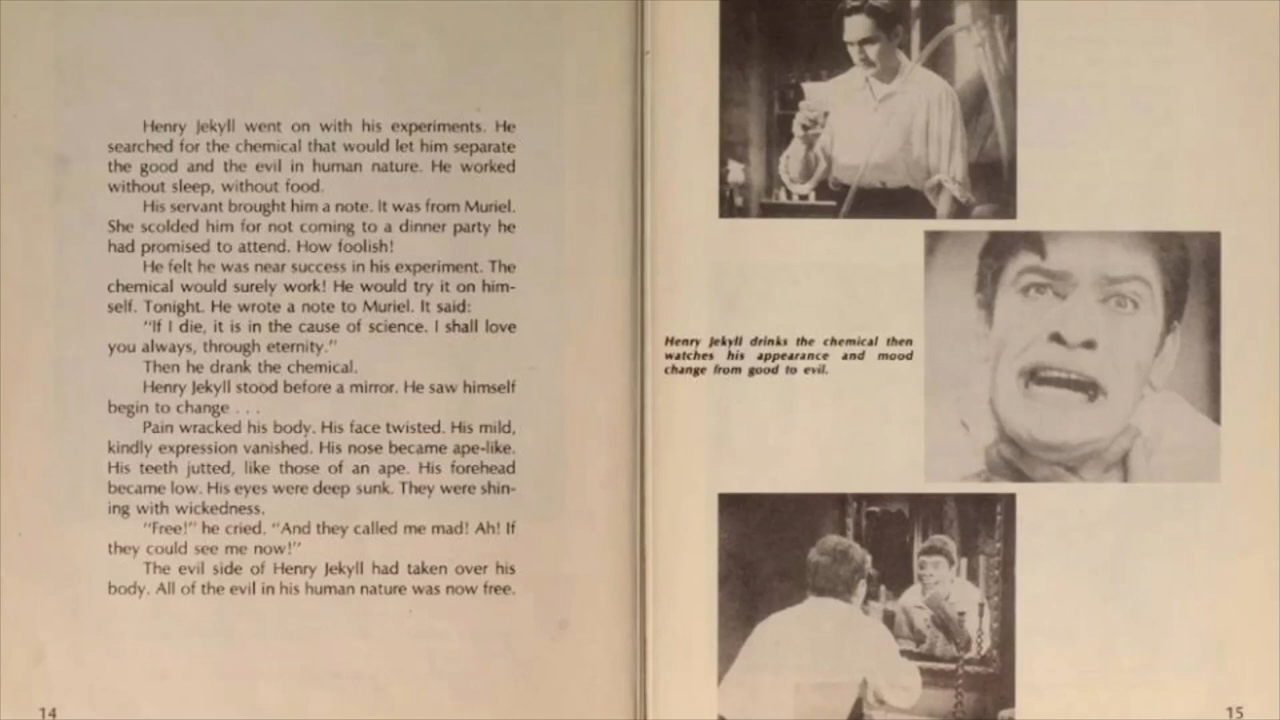 Henry Jekyll went on with his experiments. He
searched for the chemical that would let him separate
the good and the evil in human nature. He worked
without sleep, without food.
His servant brought him a note. It was from Muriel.
She scolded him for not coming to a dinner party he
had promised to attend. How foolish!
He felt he was near success in his experiment. The
chemical would surely work! He would try it on him-
self. Tonight. He wrote a note to Muriel. It said:
"If I die, it is in the cause of science. I shall love
you always, through eternity."
Then he drank the chemical.
Henry Jekyll stood before a mirror. He saw himself
begin to change . . .
Pain wracked his body. His face twisted. His mild,
kindly expression vanished. His nose became ape-like.
His teeth jutted, like those of an ape. His forehead
became low. His eyes were deep sunk. They were shin-
ing with wickedness.
"Free!" he cried. "And they called me mad! Ah! If
they could see me now!"
The evil side of Henry Jekyll had taken over his
body. All of the evil in his human nature was now free.
14
Henry Jekyll drinks the chemical then
watches his appearance and mood
change from good to evil.
15